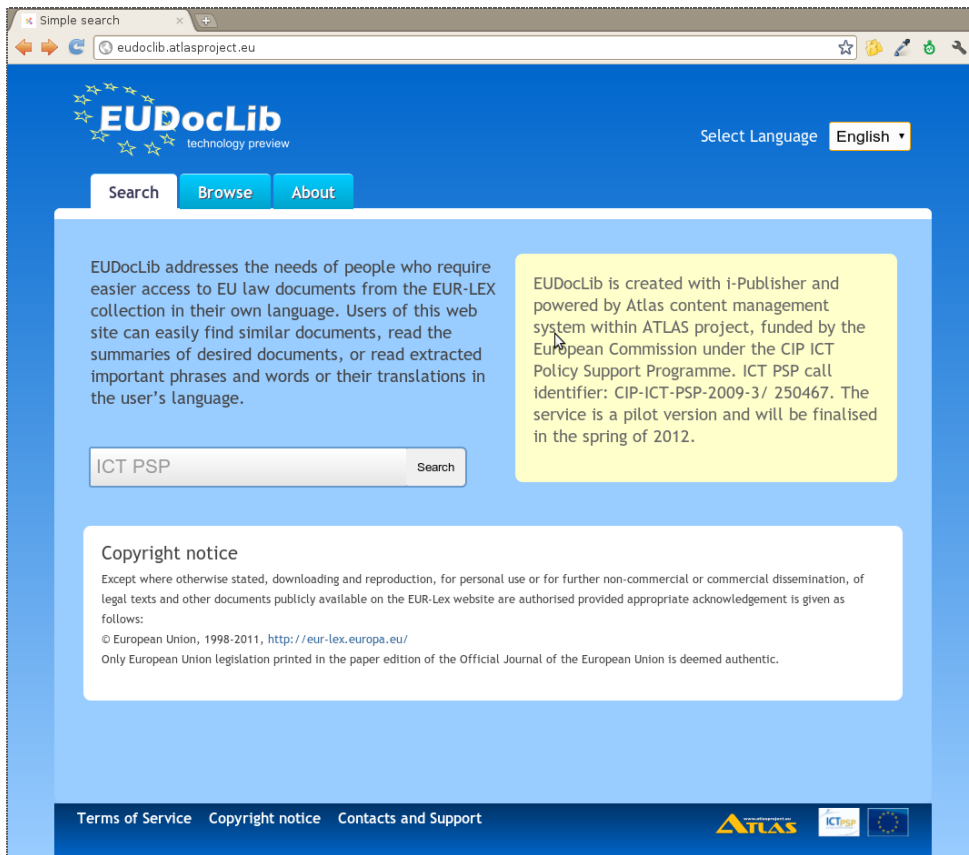 Simple search
eudoclib.atlasproject.eu
EUDocLib
technology preview
Select Language English
Search Browse About
EUDocLib addresses the needs of people who require
easier access to EU law documents from the EUR-LEX
collection in their own language. Users of this web
site can easily find similar documents, read the
summaries of desired documents, or read extracted
important phrases and words or their translations in
the user's language.
EUDocLib is created with i-Publisher and
powered by Atlas content management
system within ATLAS project, funded by the
European Commission under the CIP ICT
Policy Support Programme. ICT PSP call
identifier: CIP-ICT-PSP-2009-3/ 250467. The
service is a pilot version and will be finalised
in the spring of 2012.
ICT PSP Search
Copyright notice
Except where otherwise stated, downloading and reproduction, for personal use or for further non-commercial or commercial dissemination, of
legal texts and other documents publicly available on the EUR-Lex website are authorised provided appropriate acknowledgement is given as
follows:
© European Union, 1998-2011, http://eur-lex.europa.eu/
Only European Union legislation printed in the paper edition of the Official Journal of the European Union is deemed authentic.
Terms of Service Copyright notice Contacts and Support
www.atlasproject.eu
ATLAS ICT PSP